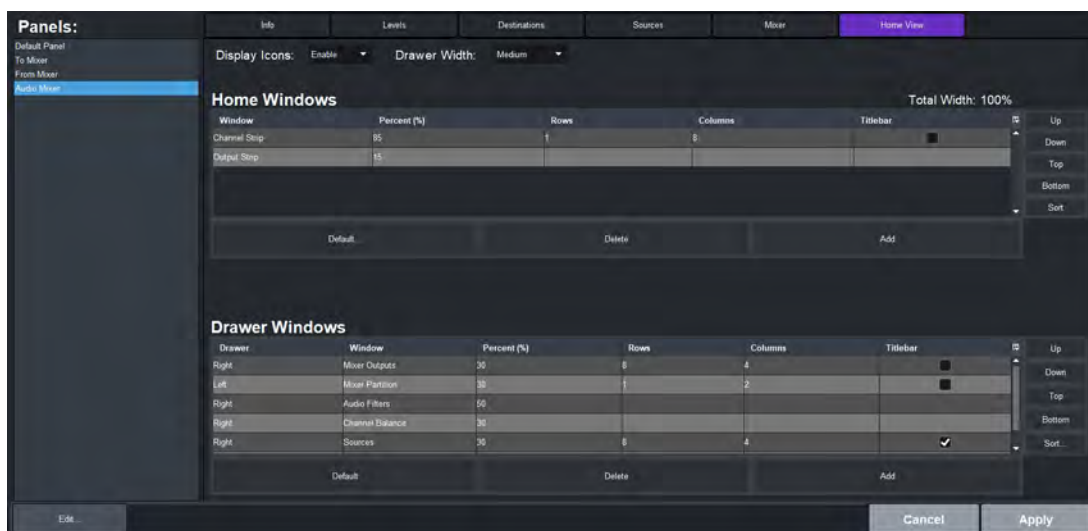 Panels:
Default Panel
To Mixer
From Mixer
Audio Mixer
Edit...
Info Levels Destinations Sources Mixer Home View
Display Icons: Enable Drawer Width: Medium
Home Windows Total Width: 100%
Window Percent (%) Rows Columns Titlebar
Channel Strip 85 1 8
Output Strip 15
Up
Down
Top
Bottom
Sort
Default... Delete Add
Drawer Windows
Drawer Window Percent (%) Rows Columns Titlebar
Right Mixer Outputs 30 8 4
Left Mixer Partition 30 1 2
Right Audio Filters 50
Right Channel Balance 30
Right Sources 30 8 4
Up
Down
Top
Bottom
Sort...
Default Delete Add
Cancel Apply